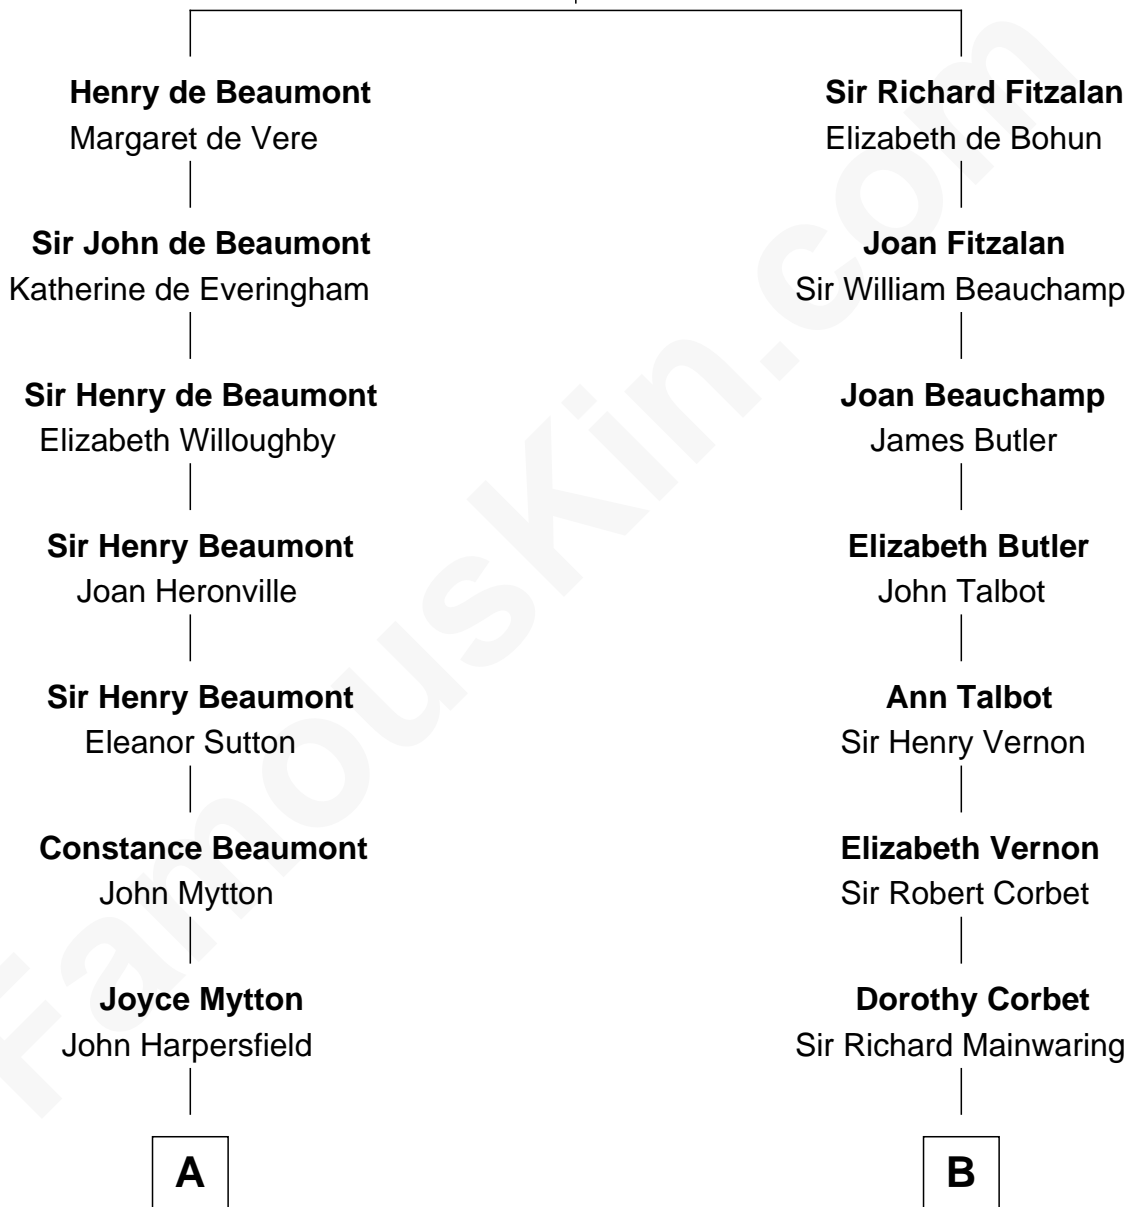 Henry de Beaumont
Margaret de Vere
Sir John de Beaumont
Katherine de Everingham
Sir Henry de Beaumont
Elizabeth Willoughby
Sir Henry Beaumont
Joan Heronville
Sir Henry Beaumont
Eleanor Sutton
Constance Beaumont
John Mytton
Joyce Mytton
John Harpersfield
A
Sir Richard Fitzalan
Elizabeth de Bohun
Joan Fitzalan
Sir William Beauchamp
Joan Beauchamp
James Butler
Elizabeth Butler
John Talbot
Ann Talbot
Sir Henry Vernon
Elizabeth Vernon
Sir Robert Corbet
Dorothy Corbet
Sir Richard Mainwaring
B
FamousKin.com